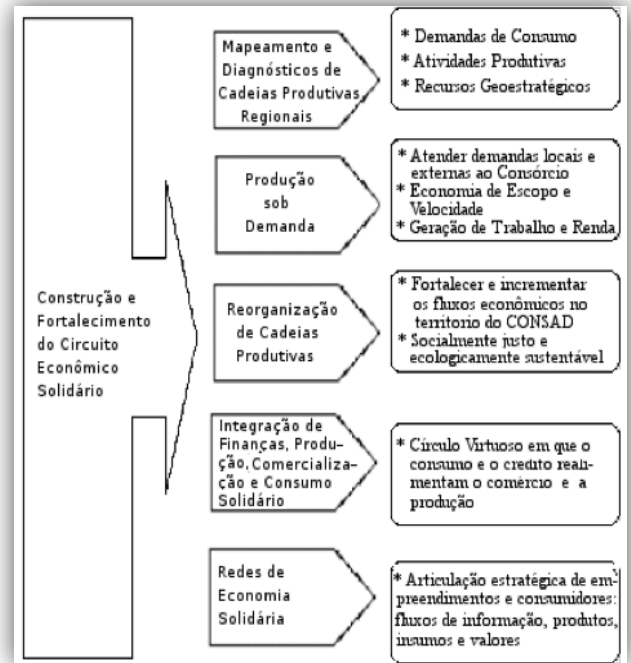 Construção e
Fortalecimento
do Circuito
Econômico
Solidário
Mapeamento e
Diagnósticos de
Cadeias Produtivas
Regionais
* Demandas de Consumo
* Atividades Produtivas
* Recursos Geoestratégicos
Produção
sob
Demanda
* Atender demandas locais e
externas ao Consórcio
* Economia de Escopo e
Velocidade
* Geração de Trabalho e Renda
Reorganização
de Cadeias
Produtivas
* Fortalecer e incrementar
os fluxos econômicos no
territorio do CONSAD
* Socialmente justo e
ecologicamente sustentável
Integração de
Finanças, Produ-
ção, Comercializa-
ção e Consumo
Solidário
* Círculo Virtuoso em que o
consumo e o crédito reali-
mentam o comércio e a
produção
Redes de
Economia
Solidária
* Articulação estratégica de em-
preendimentos e consumidores:
fluxos de informação, produtos,
insumos e valores